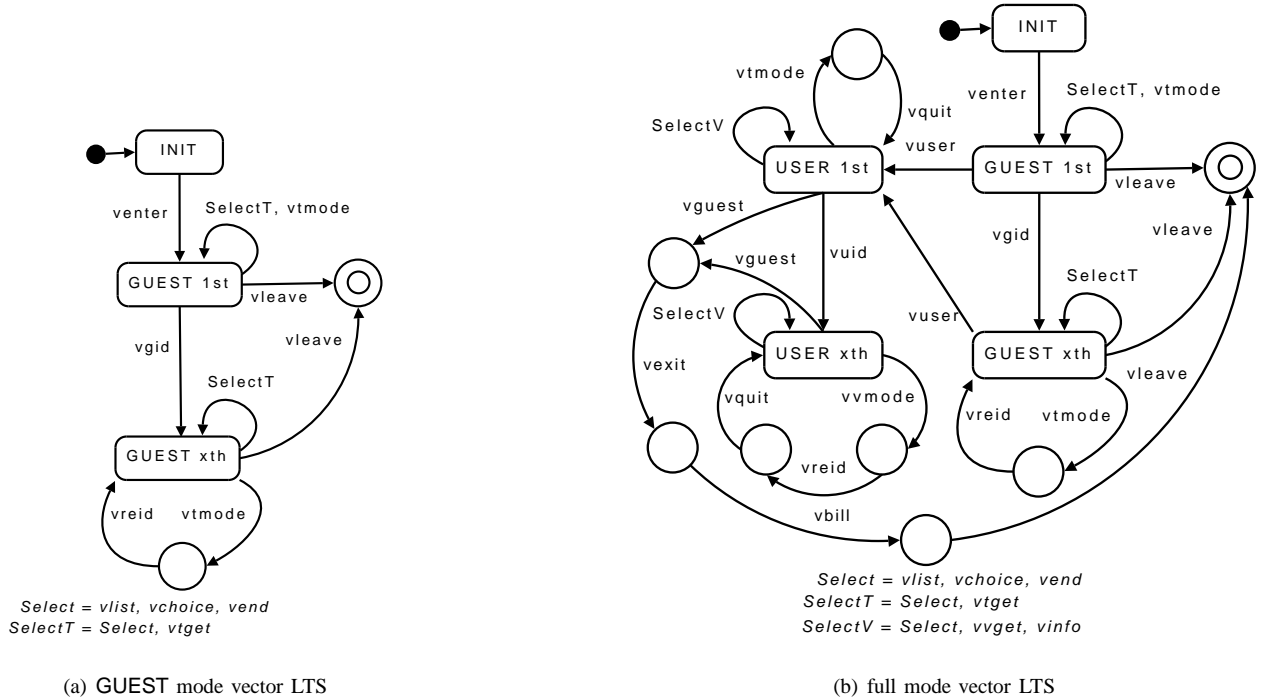 INIT
venter
SelectT, vtmode
GUEST 1st
vleave
vgid
vleave
SelectT
GUEST xth
vreid
vtmode
Select = vlist, vchoice, vend
SelectT = Select, vtget
(a) GUEST mode vector LTS
INIT
vtmode
venter
SelectT, vtmode
SelectV
vquit
vuser
USER 1st
GUEST 1st
vleave
vguest
vgid
vleave
vguest
vuid
SelectV
SelectT
vuser
USER xth
GUEST xth
vexit
vleave
vquit
vvmode
vreid
vtmode
vreid
vbill
Select = vlist, vchoice, vend
SelectT = Select, vtget
SelectV = Select, vvget, vinfo
(b) full mode vector LTS